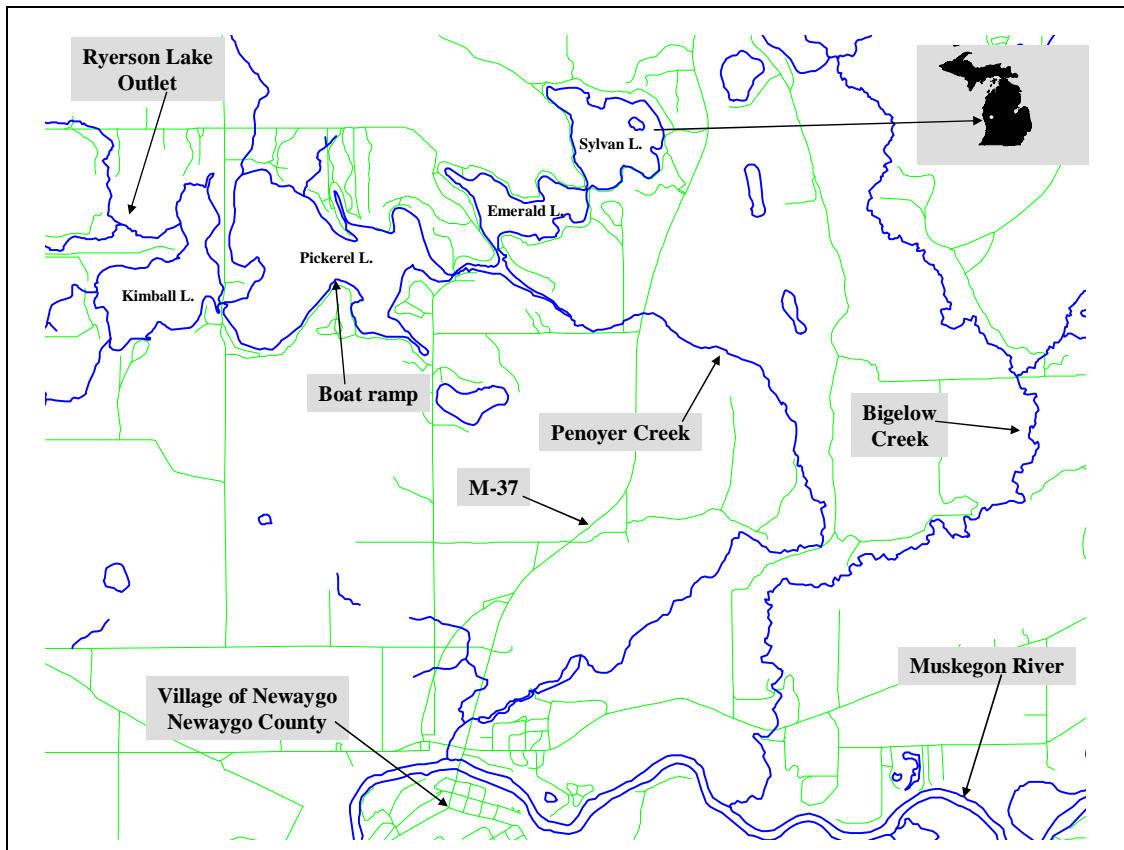 Ryerson Lake
Outlet
Sylvan L.
Emerald L.
Pickerel L.
Kimball L.
Boat ramp
Penoyer Creek
Bigelow
Creek
M-37
Village of Newaygo
Newaygo County
Muskegon River